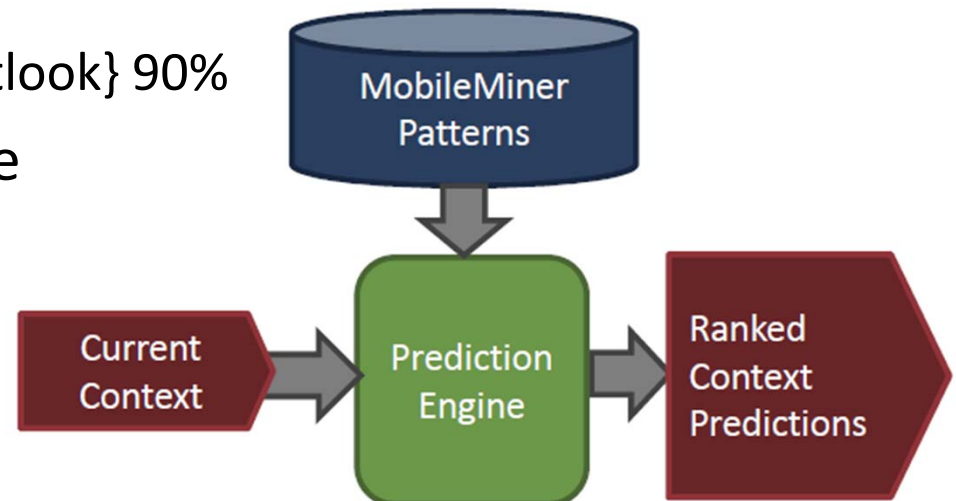 tlook} 90%
e
MobileMiner
Patterns
Current
Context
Prediction
Engine
Ranked
Context
Predictions